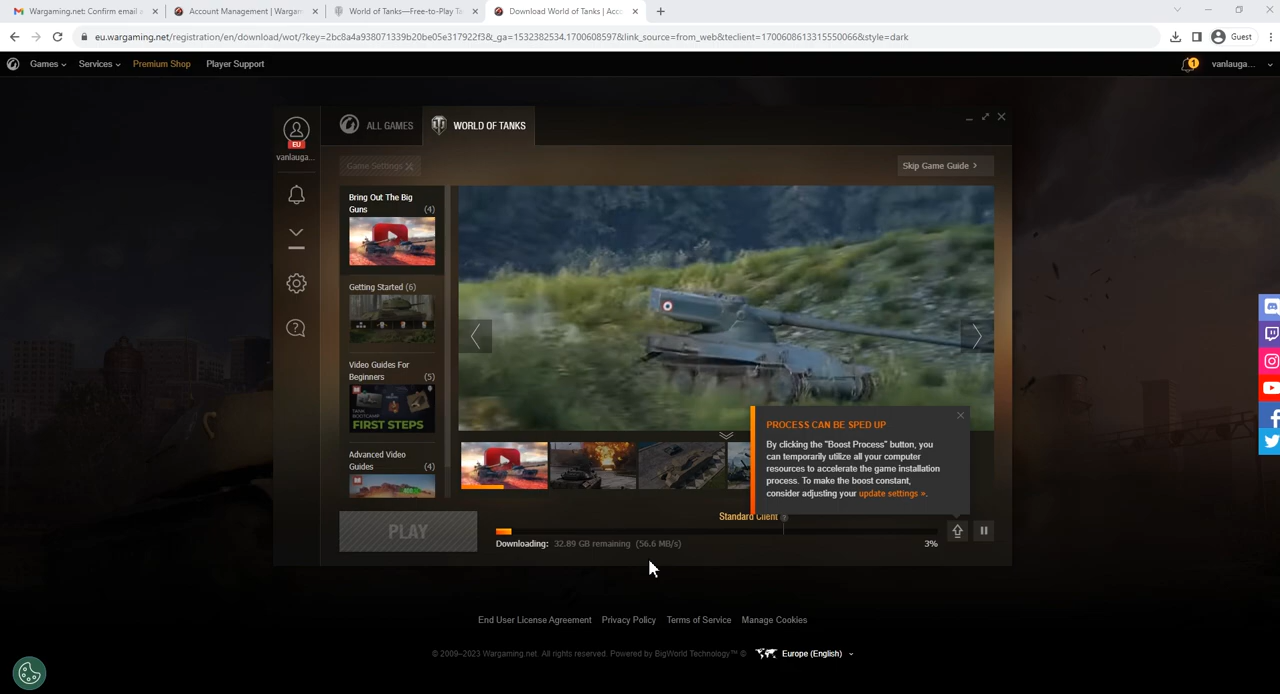 Wargaming.net: Confirm email a
Account Management | Wargam
World of Tanks—Free-to-Play Ta
Download World of Tanks | Acco
eu.wargaming.net/registration/en/download/wot/?key=2bc8a4a938071339b20be05e317922f3&_ga=1532382534.1700608597&link_source=from_web&teclient=1700608613315550066&style=dark
Guest
Games
Services
Premium Shop
Player Support
1
vanlauga...
EU
vanlauga...
ALL GAMES
WORLD OF TANKS
Game Settings
Skip Game Guide >
Bring Out The Big
Guns (4)
Getting Started (6)
Video Guides For
Beginners (5)
FIRST STEPS
Advanced Video
Guides (4)
PROCESS CAN BE SPED UP
By clicking the "Boost Process" button, you
can temporarily utilize all your computer
resources to accelerate the game installation
process. To make the boost constant,
consider adjusting your update settings ».
Standard Client ?
PLAY
Downloading: 32.89 GB remaining (56.6 MB/s)
3%
End User License Agreement
Privacy Policy
Terms of Service
Manage Cookies
© 2009–2023 Wargaming.net. All rights reserved. Powered by BigWorld Technology™ ©
Europe (English)